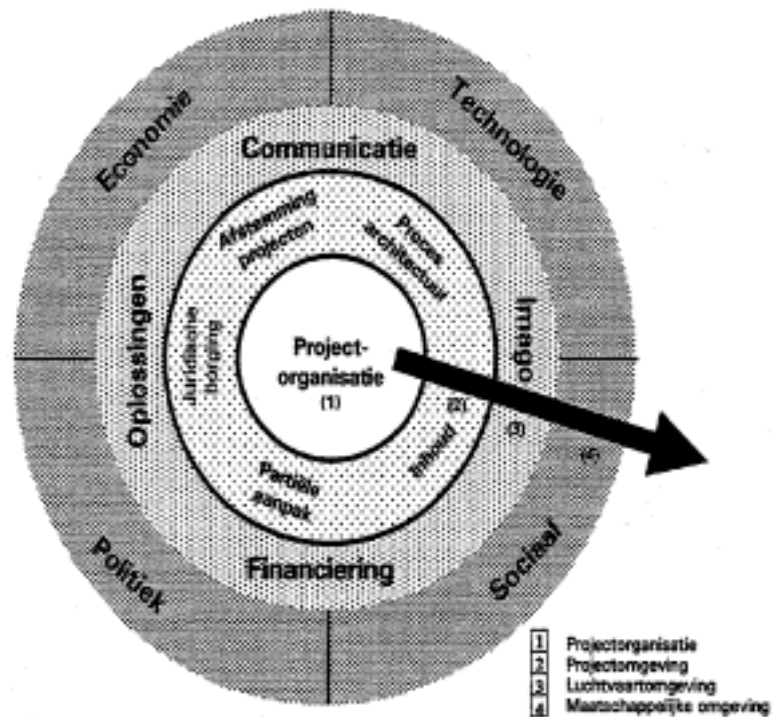 Economie
Technologie
Communicatie
Afstemming
projecten
Proces
architectuur
Oplossingen
Juridische
borging
Project-
organisatie
(1)
Imago
(2)
(3)
(4)
Inhoud
Partiële
aanpak
Financiering
Politiek
Sociaal
1 Projectorganisatie
2 Projectomgeving
3 Luchtvaartomgeving
4 Maatschappelijke omgeving